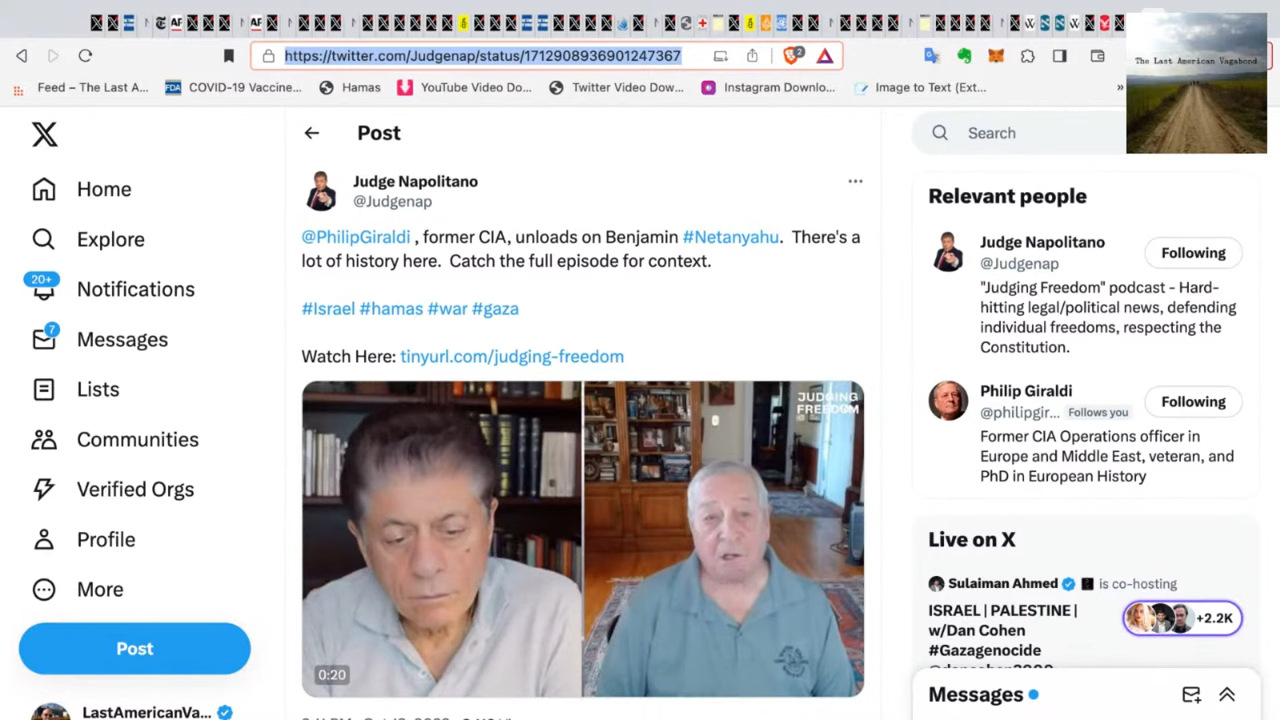 https://twitter.com/Judgenap/status/1712908936901247367
Feed – The Last A...
FDA
COVID-19 Vaccine...
Hamas
YouTube Video Do...
Twitter Video Dow...
Instagram Downlo...
Image to Text (Ext...
»
The Last American Vagabond
Home
Explore
20+
Notifications
7
Messages
Lists
Communities
Verified Orgs
Profile
More
Post
LastAmericanVa...
Post
Judge Napolitano
@Judgenap
@PhilipGiraldi , former CIA, unloads on Benjamin #Netanyahu. There's a
lot of history here. Catch the full episode for context.
#Israel #hamas #war #gaza
Watch Here: tinyurl.com/judging-freedom
JUDGING
FREEDOM
0:20
Search
Relevant people
Judge Napolitano
@Judgenap
Following
"Judging Freedom" podcast - Hard-
hitting legal/political news, defending
individual freedoms, respecting the
Constitution.
Philip Giraldi
@philipgir... Follows you
Following
Former CIA Operations officer in
Europe and Middle East, veteran, and
PhD in European History
Live on X
Sulaiman Ahmed is co-hosting
ISRAEL | PALESTINE |
w/Dan Cohen
#Gazagenocide
+2.2K
Messages